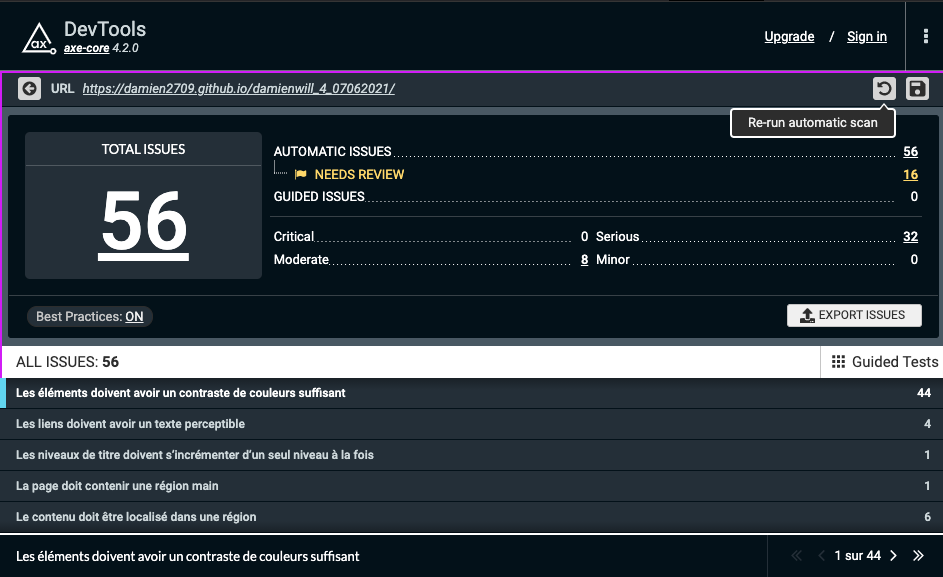 DevTools
axe-core 4.2.0
Upgrade / Sign in
URL https://damien2709.github.io/damienwill_4_07062021/
Re-run automatic scan
TOTAL ISSUES
56
AUTOMATIC ISSUES 56
NEEDS REVIEW 16
GUIDED ISSUES 0
Critical 0 Serious 32
Moderate 8 Minor 0
Best Practices: ON
EXPORT ISSUES
ALL ISSUES: 56
Guided Tests
Les éléments doivent avoir un contraste de couleurs suffisant 44
Les liens doivent avoir un texte perceptible 4
Les niveaux de titre doivent s’incrémenter d’un seul niveau à la fois 1
La page doit contenir une région main 1
Le contenu doit être localisé dans une région 6
Les éléments doivent avoir un contraste de couleurs suffisant
1 sur 44